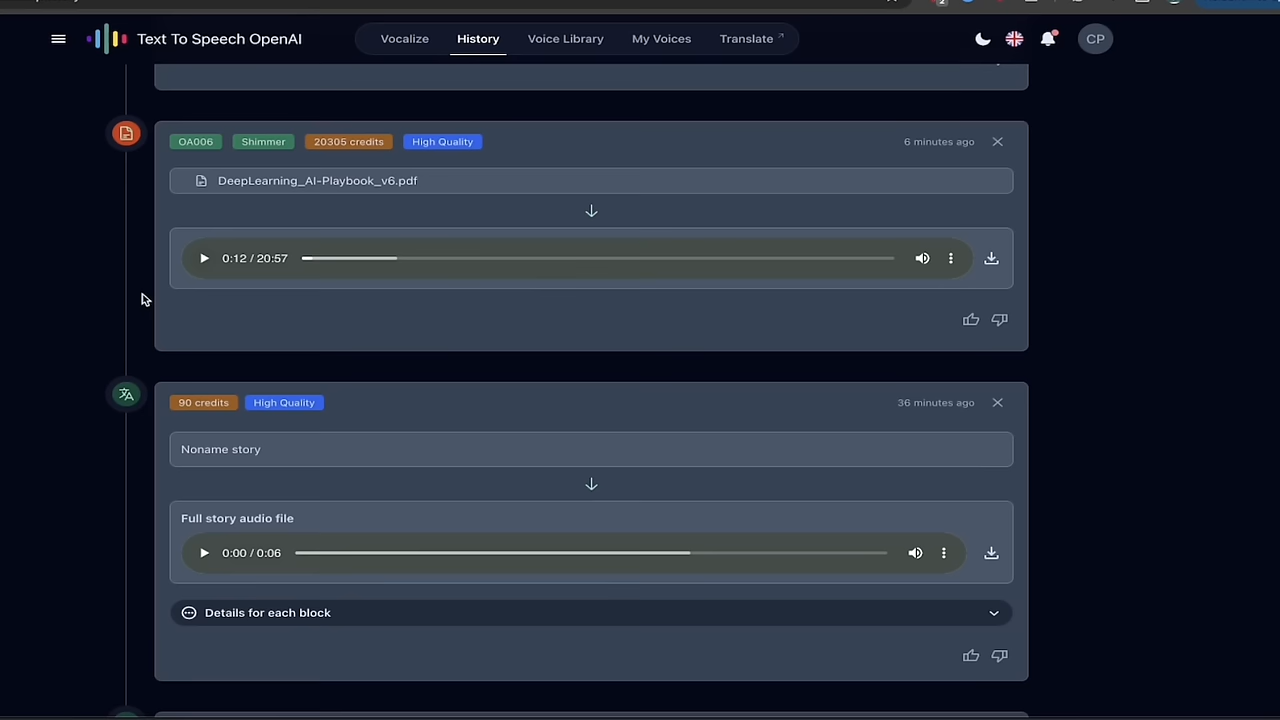 2
Text To Speech OpenAI
Vocalize
History
Voice Library
My Voices
Translate
CP
OA006
Shimmer
20305 credits
High Quality
6 minutes ago
DeepLearning_AI-Playbook_v6.pdf
0:12 / 20:57
90 credits
High Quality
36 minutes ago
Noname story
Full story audio file
0:00 / 0:06
Details for each block